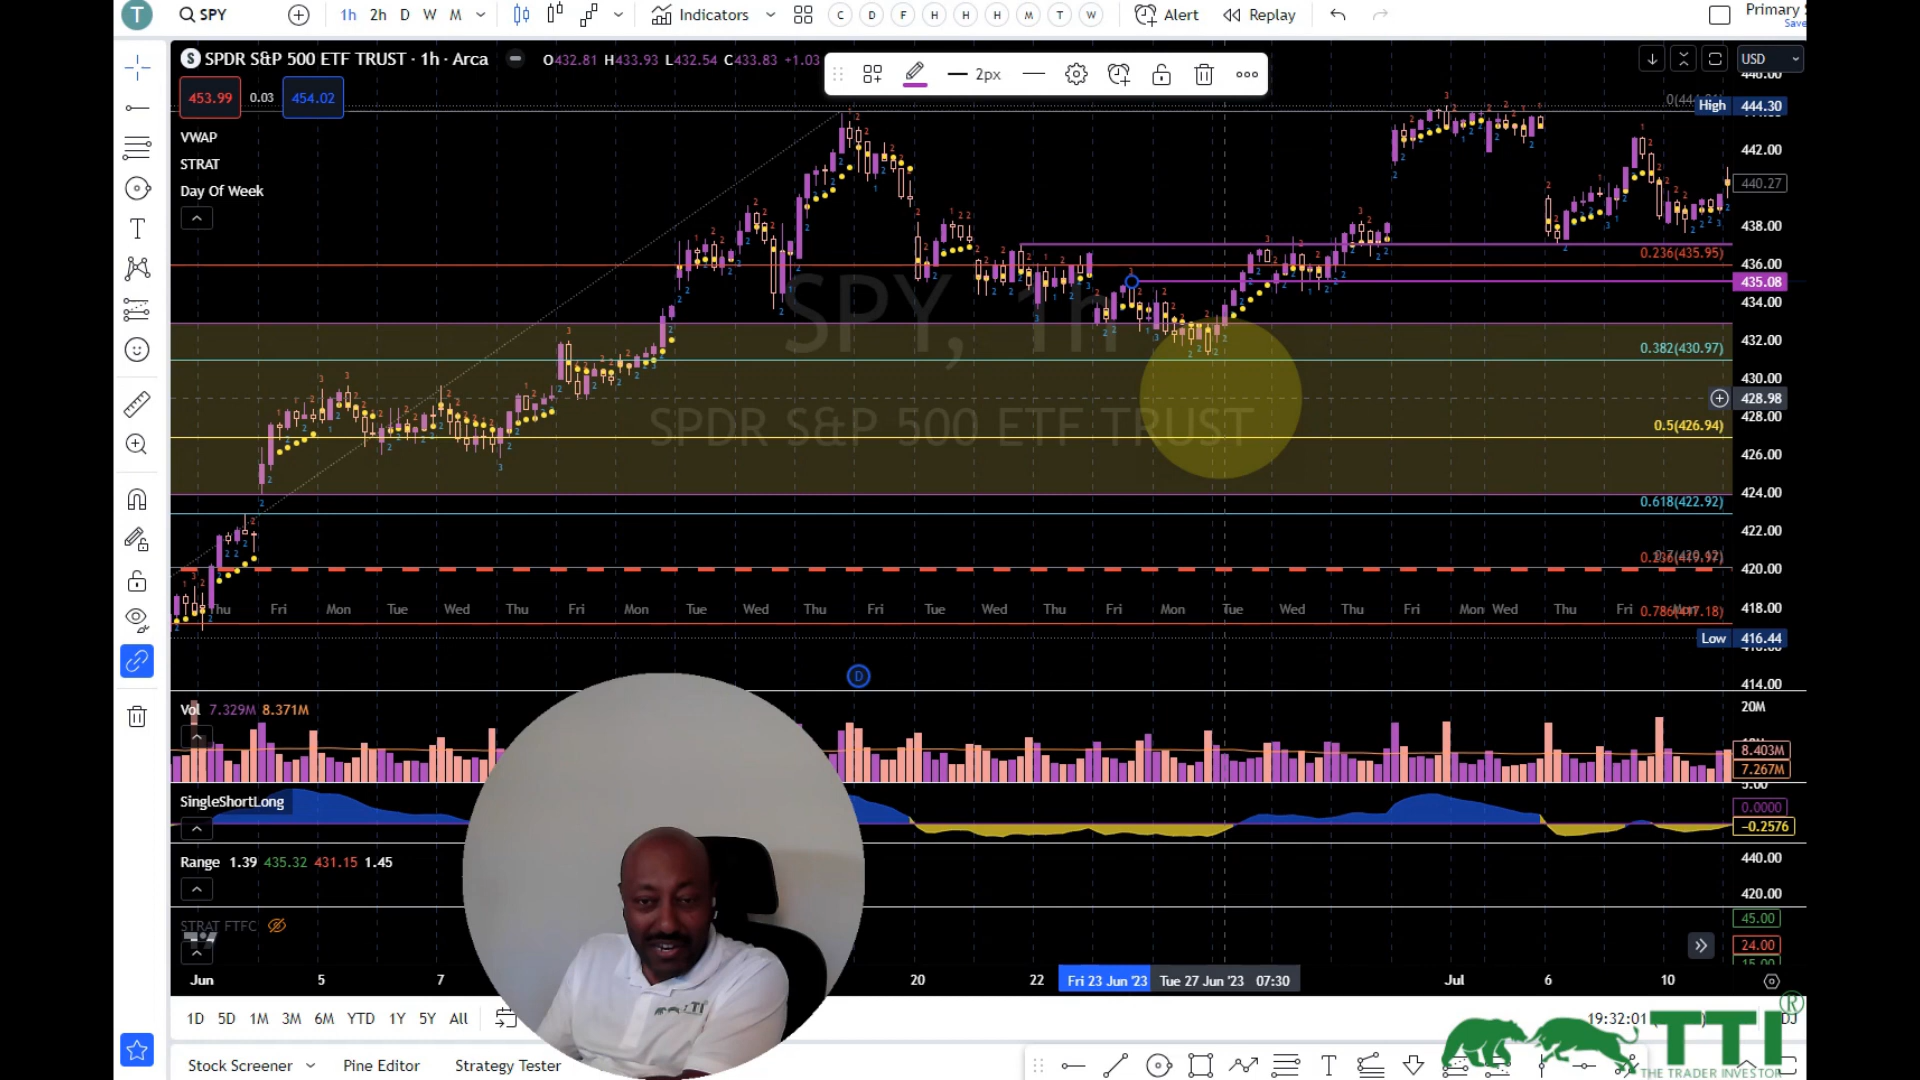 T
SPY
1h
2h
D
W
M
Indicators
C D F H H H M T W
Alert
Replay
Primary
Save
SPDR S&P 500 ETF TRUST · 1h · Arca
O432.81 H433.93 L432.54 C433.83 +1.03
2px
USD
453.99
0.03
454.02
VWAP
STRAT
Day Of Week
SPY, 1h
SPDR S&P 500 ETF TRUST
High 444.30
442.00
440.27
438.00
0.236(435.95)
436.00
435.08
434.00
432.00
0.382(430.97)
430.00
428.98
428.00
0.5(426.94)
426.00
424.00
0.618(422.92)
422.00
420.00
418.00
0.786(417.18)
Low 416.44
414.00
Thu Fri Mon Tue Wed Thu Fri Mon Tue Wed Thu Fri Tue Wed Thu Fri Mon Tue Wed Thu Fri Mon Wed Thu Fri Mon
D
Vol 7.329M 8.371M
20M
8.403M
7.267M
SingleShortLong
5.00
0.0000
−0.2576
Range 1.39 435.32 431.15 1.45
440.00
420.00
STRAT FTFC
45.00
24.00
15.00
Jun 5 7 20 22 Fri 23 Jun '23 Tue 27 Jun '23 07:30 Jul 6 10
1D 5D 1M 3M 6M YTD 1Y 5Y All
19:32:01
Stock Screener
Pine Editor
Strategy Tester
TTI
TTI
®
THE TRADER INVESTOR